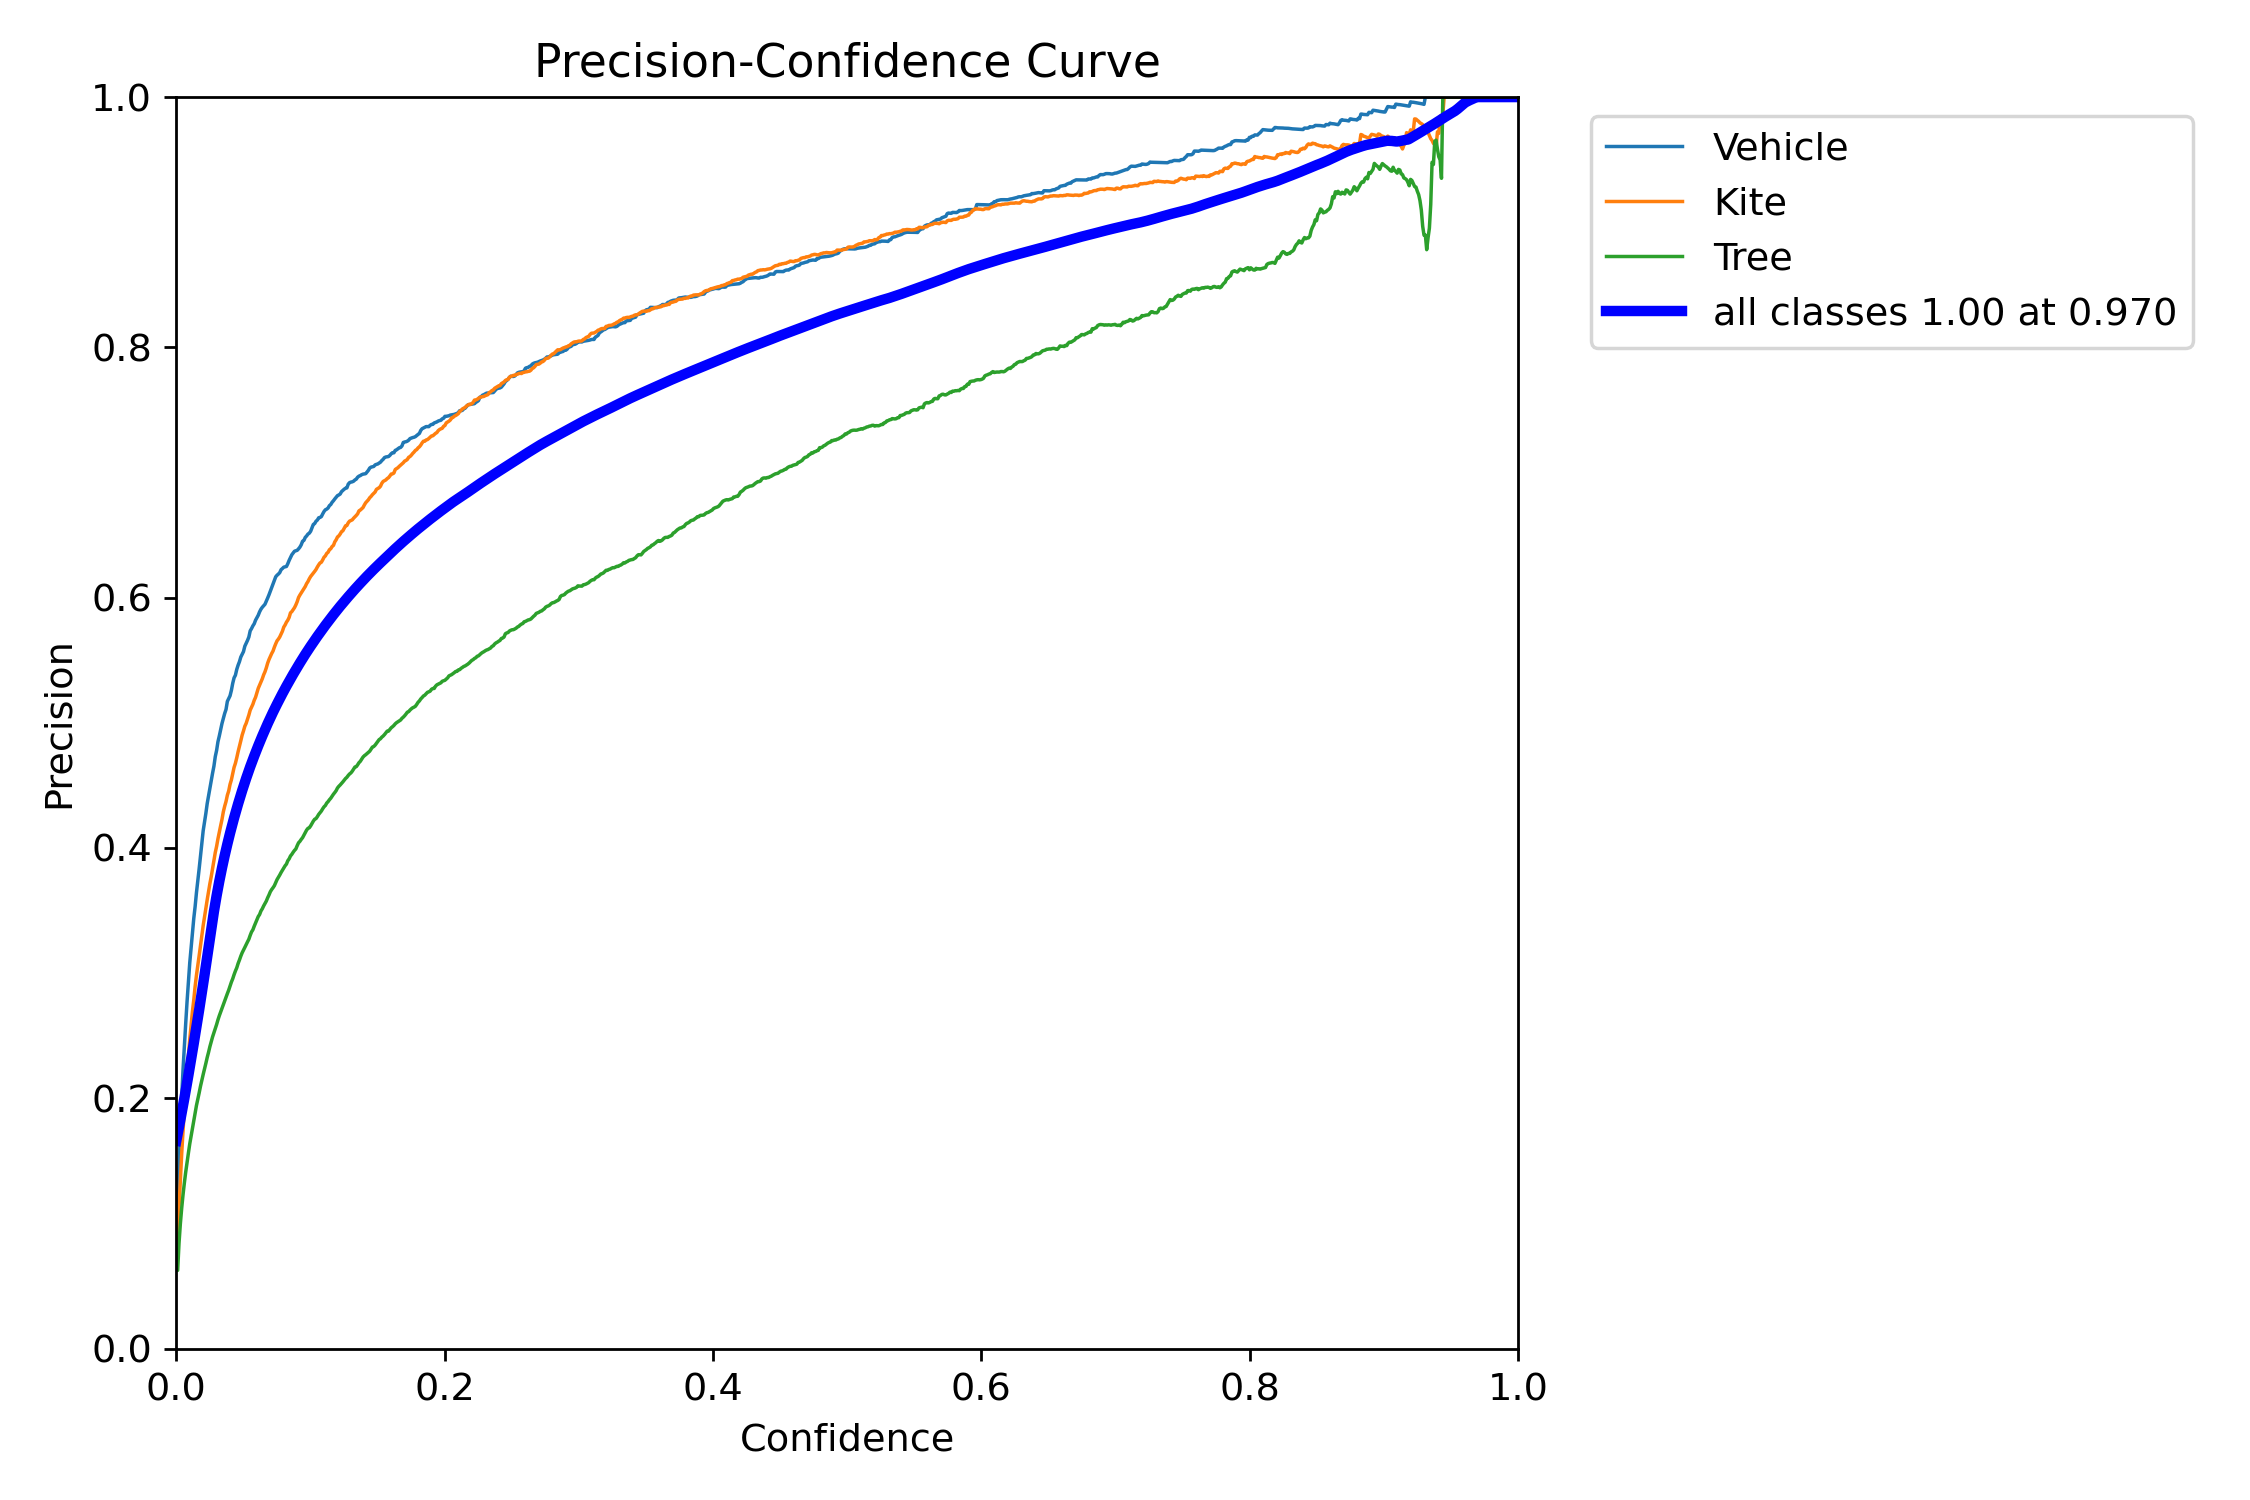 Precision-Confidence Curve
1.0
0.8
0.6
0.4
0.2
0.0
Precision
0.0 0.2 0.4 0.6 0.8 1.0
Confidence
Vehicle
Kite
Tree
all classes 1.00 at 0.970